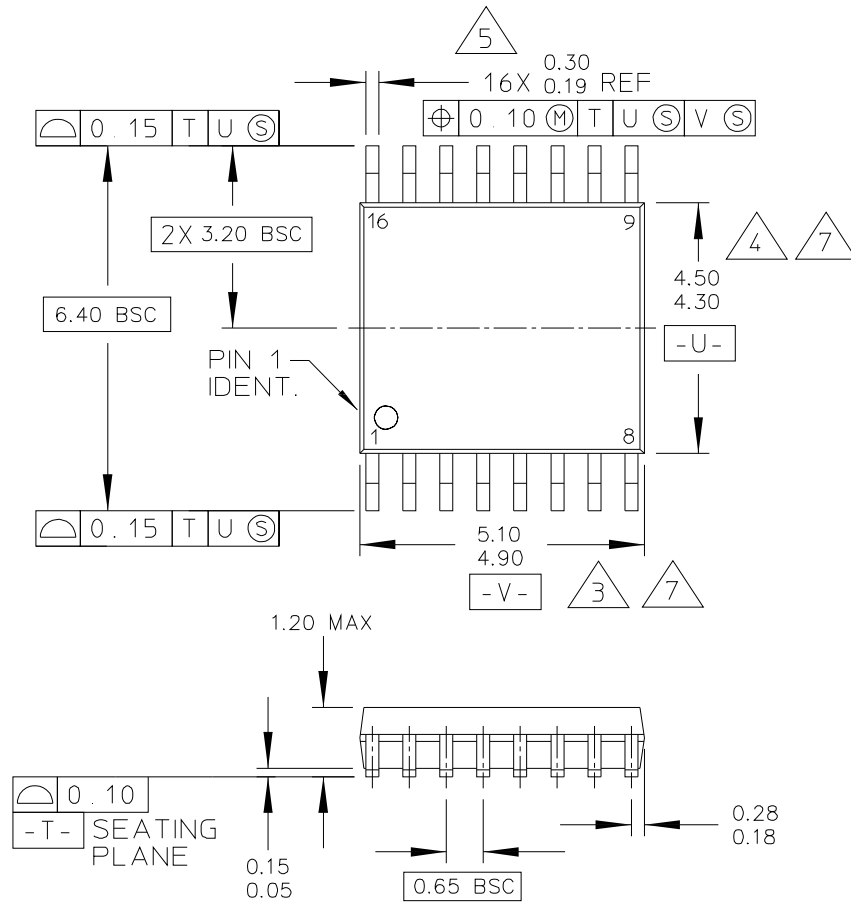 5
16X 0.30 0.19 REF
⌖ 0.10 Ⓜ T U Ⓢ V Ⓢ
⌓ 0.15 T U Ⓢ
2X 3.20 BSC
16 9
4 7
4.50
4.30
-U-
6.40 BSC
PIN 1
IDENT.
1 8
⌓ 0.15 T U Ⓢ
5.10
4.90
-V- 3 7
1.20 MAX
⌓ 0.10
-T- SEATING
PLANE
0.15
0.05
0.65 BSC
0.28
0.18